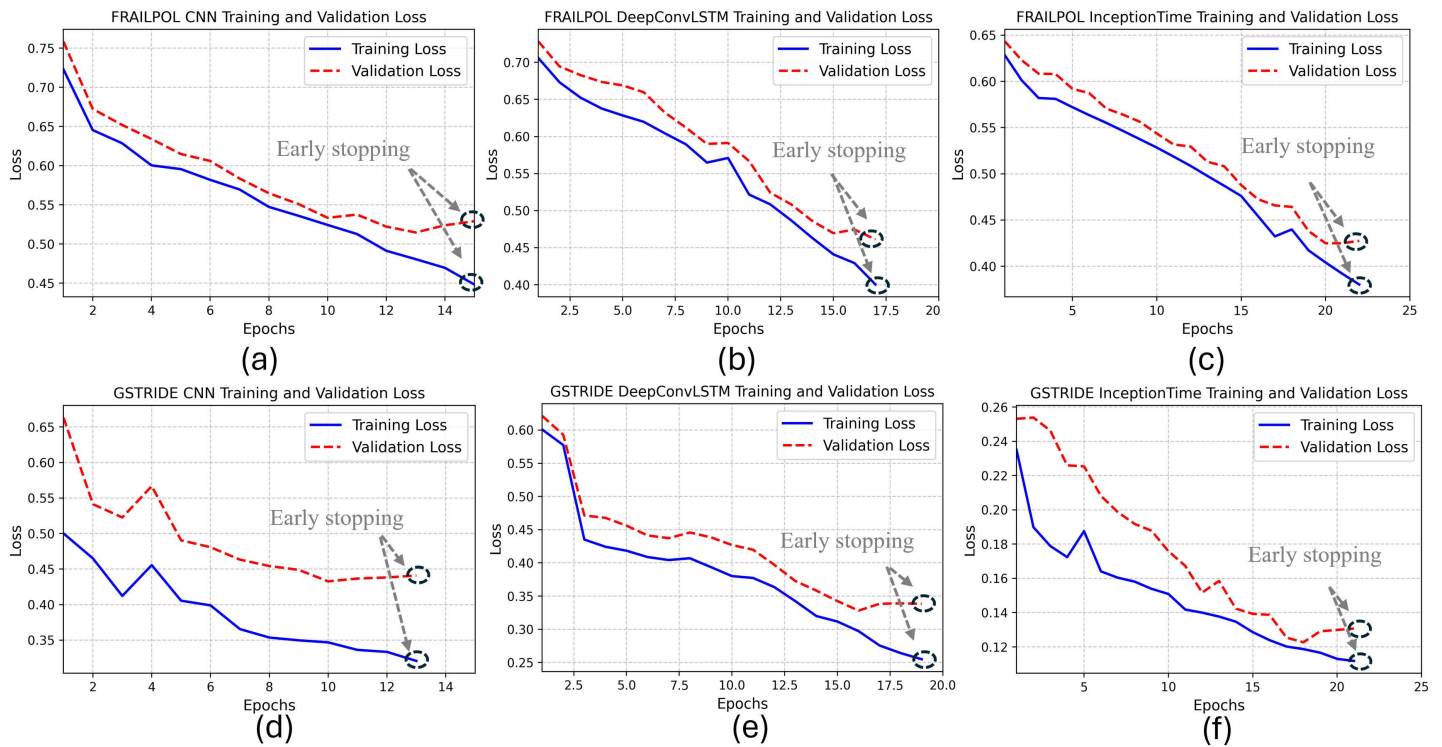 FRAILPOL CNN Training and Validation Loss
0.75
0.70
0.65
0.60
0.55
0.50
0.45
Loss
Training Loss
Validation Loss
Early stopping
2 4 6 8 10 12 14
Epochs
(a)
FRAILPOL DeepConvLSTM Training and Validation Loss
0.70
0.65
0.60
0.55
0.50
0.45
0.40
Loss
Training Loss
Validation Loss
Early stopping
2.5 5.0 7.5 10.0 12.5 15.0 17.5 20
Epochs
(b)
FRAILPOL InceptionTime Training and Validation Loss
0.65
0.60
0.55
0.50
0.45
0.40
Loss
Training Loss
Validation Loss
Early stopping
5 10 15 20 25
Epochs
(c)
GSTRIDE CNN Training and Validation Loss
0.65
0.60
0.55
0.50
0.45
0.40
0.35
Loss
Training Loss
Validation Loss
Early stopping
2 4 6 8 10 12 14
Epochs
(d)
GSTRIDE DeepConvLSTM Training and Validation Loss
0.60
0.55
0.50
0.45
0.40
0.35
0.30
0.25
Loss
Training Loss
Validation Loss
Early stopping
2.5 5.0 7.5 10.0 12.5 15.0 17.5 20.0
Epochs
(e)
GSTRIDE InceptionTime Training and Validation Loss
0.26
0.24
0.22
0.20
0.18
0.16
0.14
0.12
Loss
Training Loss
Validation Loss
Early stopping
5 10 15 20 25
Epochs
(f)